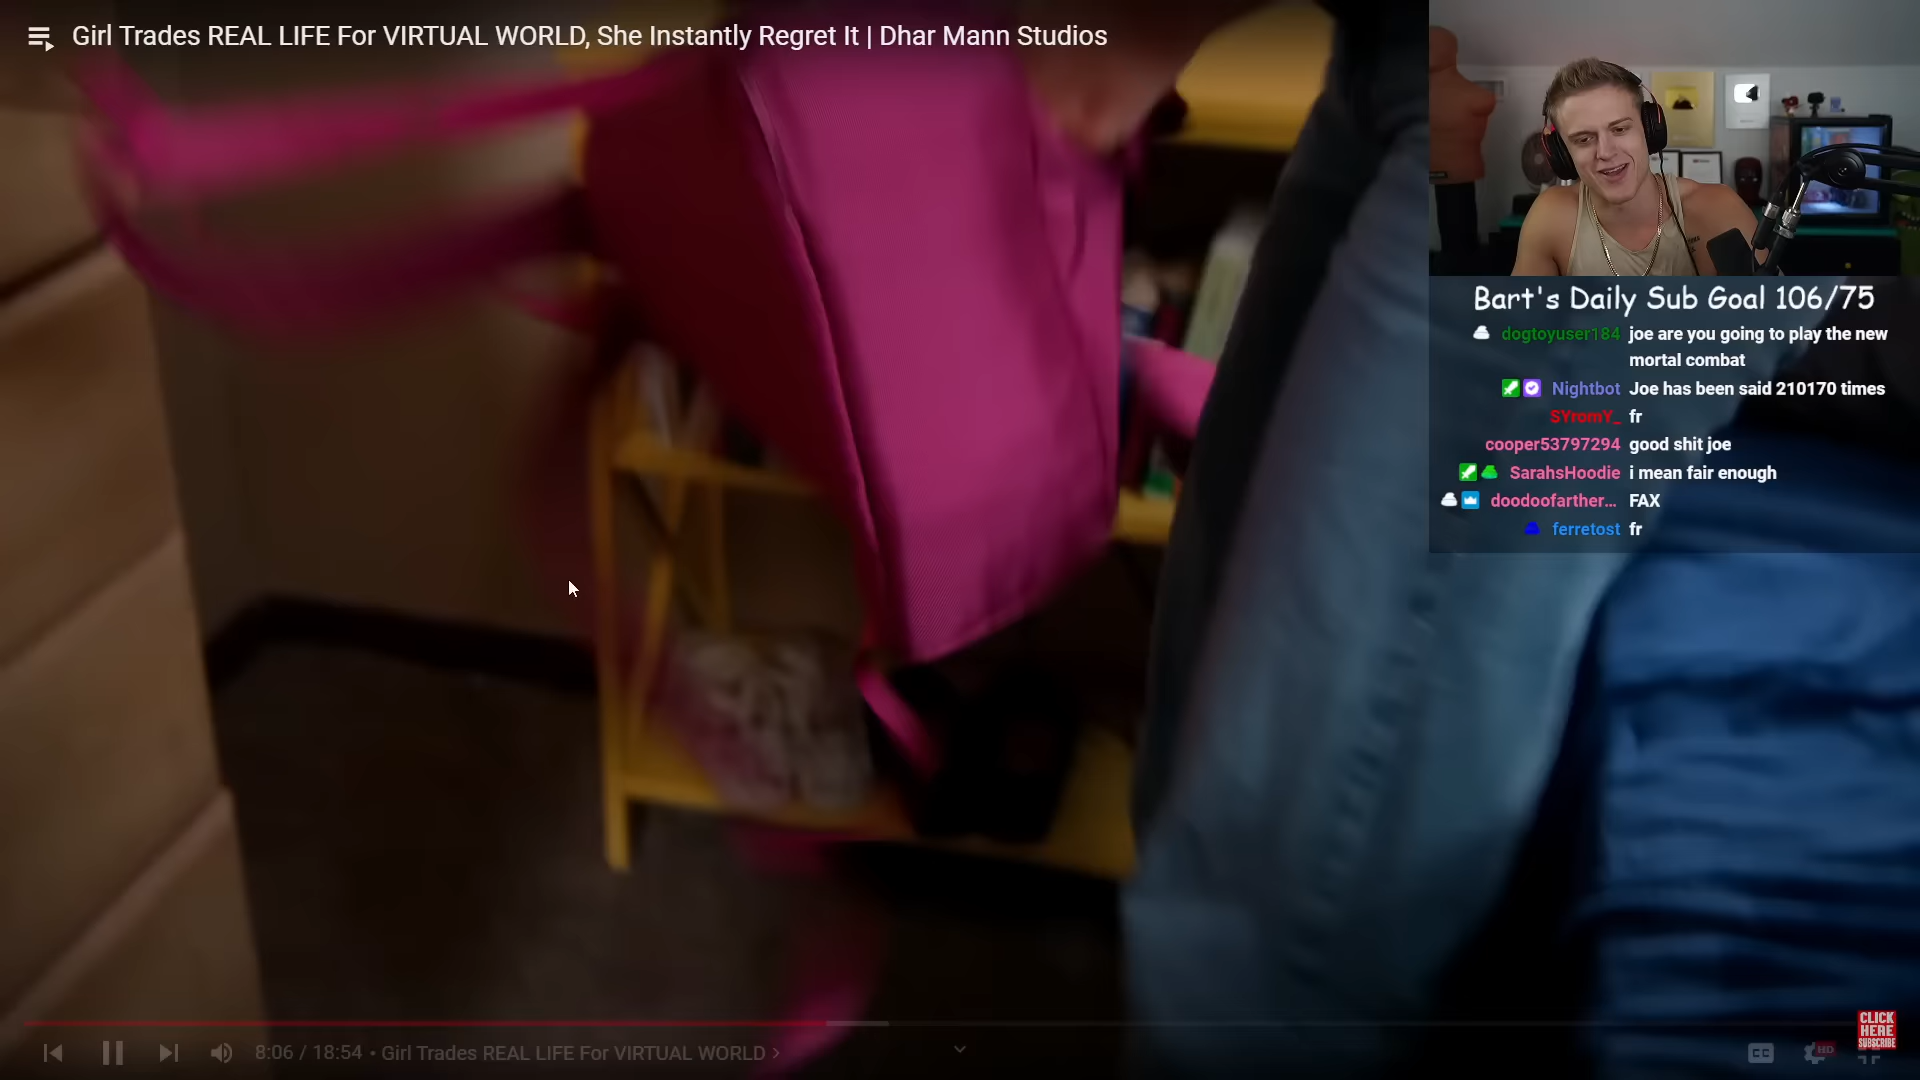 Girl Trades REAL LIFE For VIRTUAL WORLD, She Instantly Regret It | Dhar Mann Studios
Bart's Daily Sub Goal 106/75
dogtoyuser184 joe are you going to play the new
mortal combat
Nightbot Joe has been said 210170 times
SYromY_ fr
cooper53797294 good shit joe
SarahsHoodie i mean fair enough
doodoofarther... FAX
ferretost fr
8:06 / 18:54 • Girl Trades REAL LIFE For VIRTUAL WORLD >
CC
HD
CLICK
HERE
SUBSCRIBE